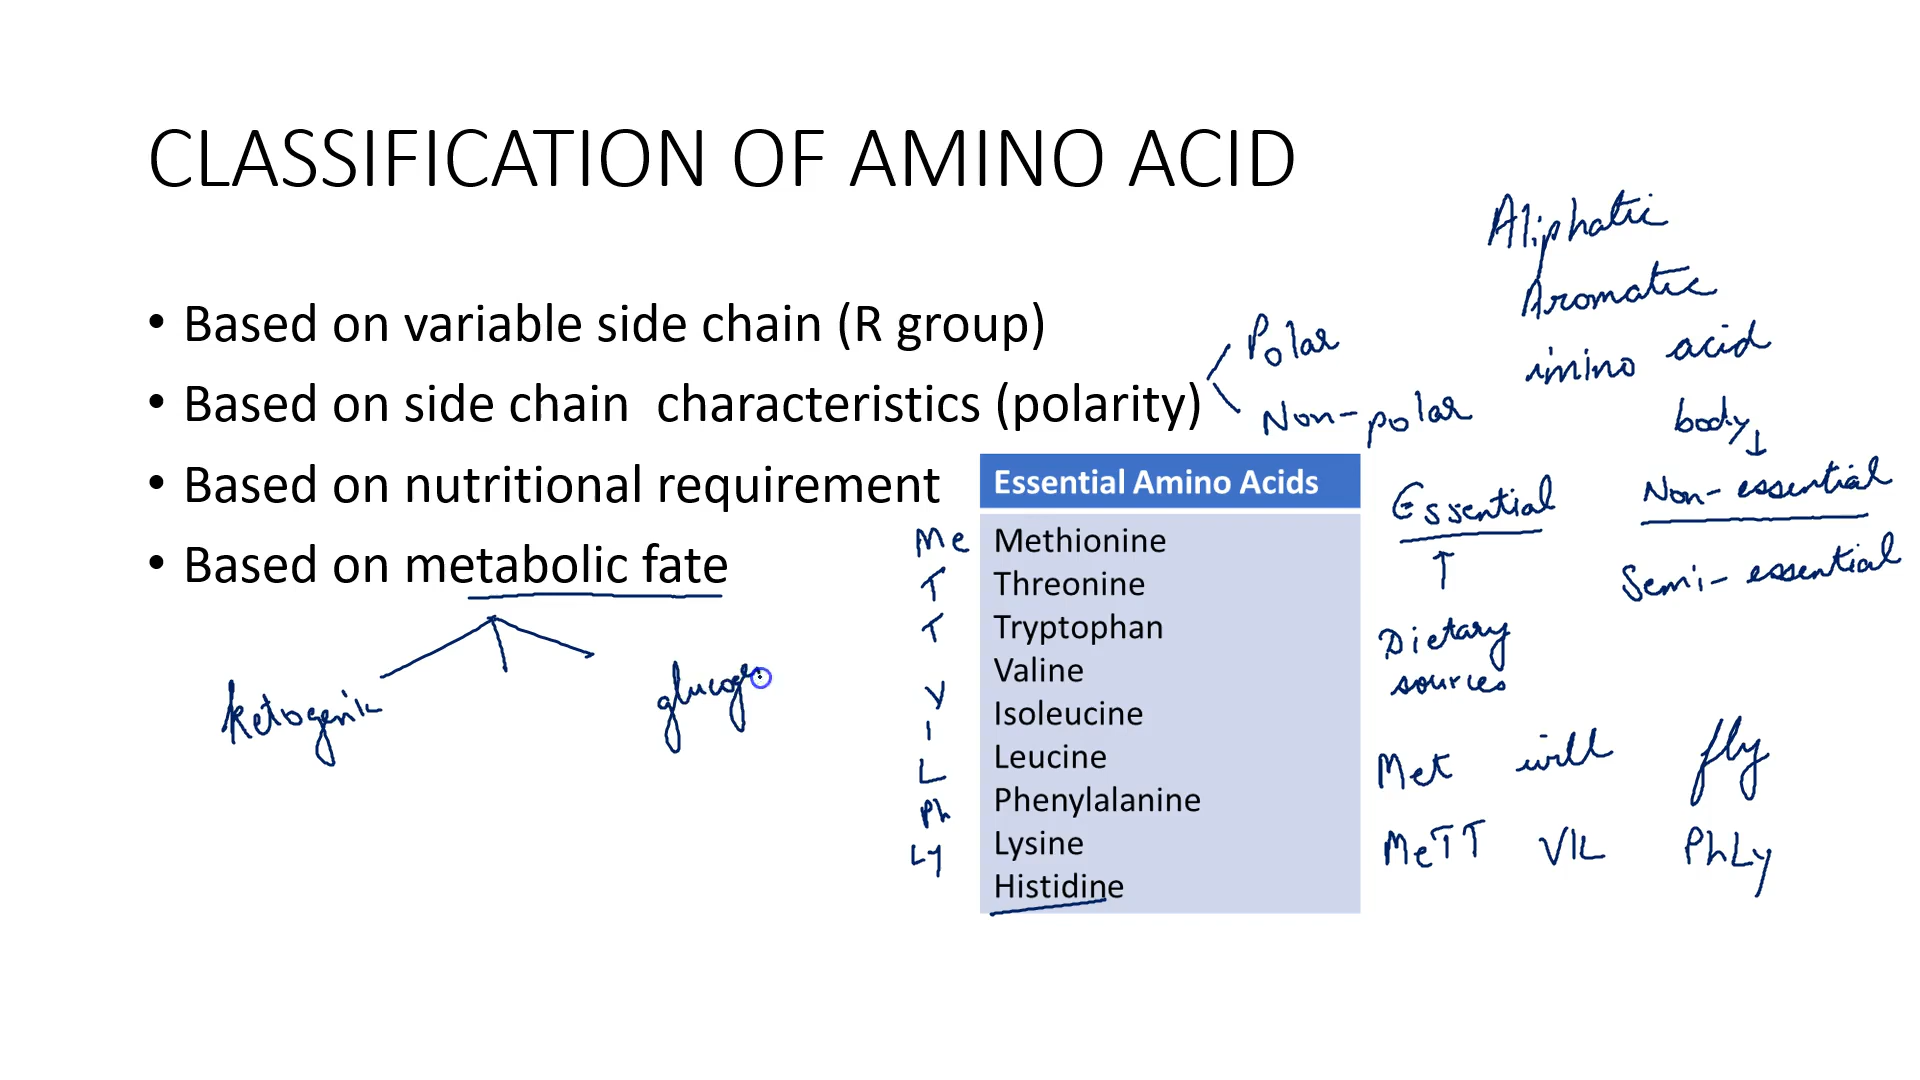 CLASSIFICATION OF AMINO ACID
Aliphatic
Aromatic
imino acid
• Based on variable side chain (R group)
• Based on side chain characteristics (polarity)
Polar
Non-polar
• Based on nutritional requirement
• Based on metabolic fate
ketogenic
glucoge
body ↓
Essential
Non-essential
Semi-essential
↑
Dietary
sources
Essential Amino Acids
Me Methionine
T Threonine
T Tryptophan
V Valine
I Isoleucine
L Leucine
Ph Phenylalanine
Ly Lysine
Histidine
Met will fly
MeTT VIL PhLy